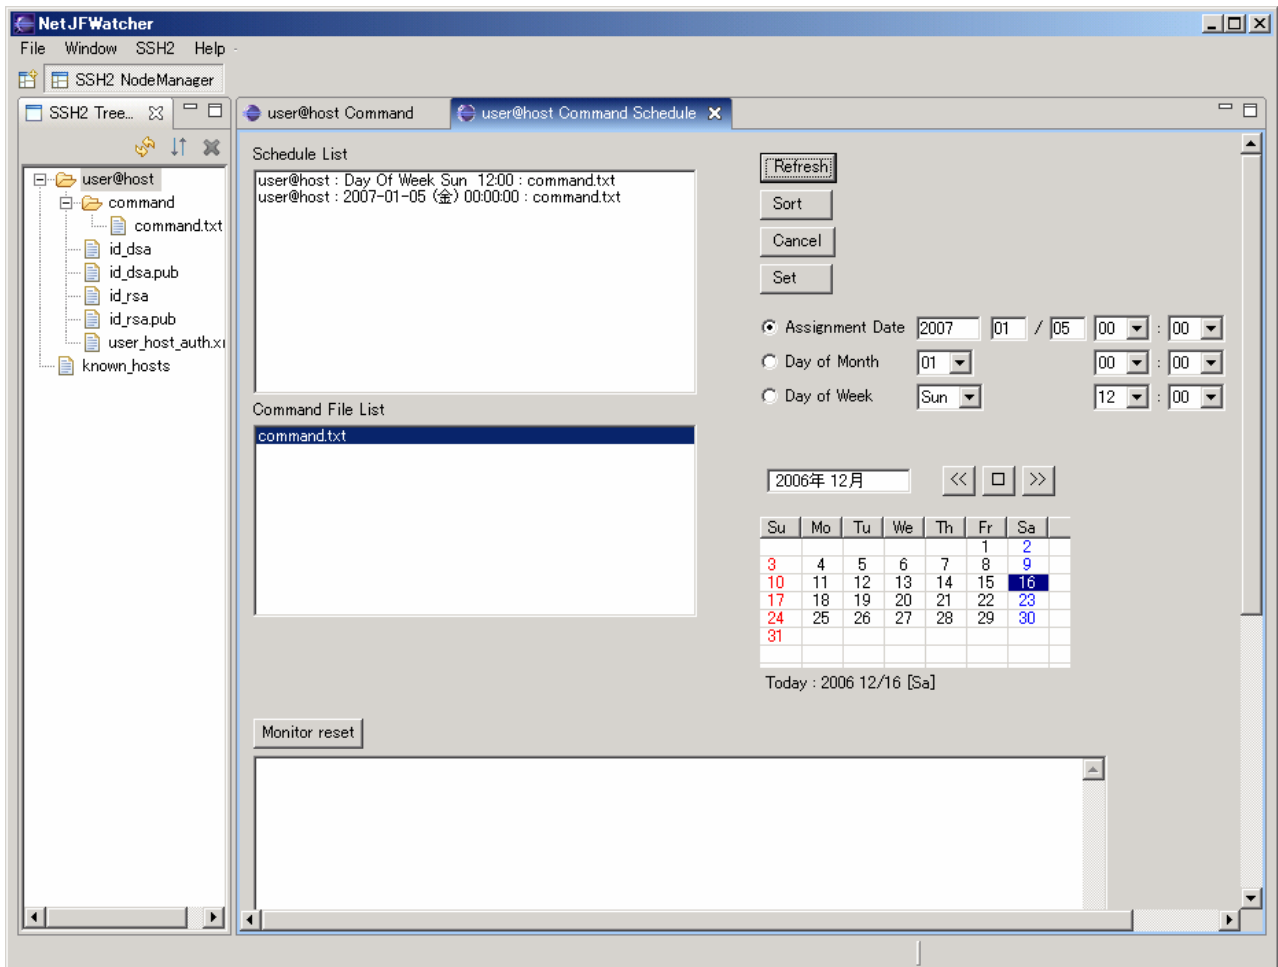 NetJFWatcher
File Window SSH2 Help
SSH2 NodeManager
SSH2 Tree...
user@host Command
user@host Command Schedule
user@host
command
command.txt
id_dsa
id_dsa.pub
id_rsa
id_rsa.pub
user_host_auth.x
known_hosts
Schedule List
user@host : Day Of Week Sun 12:00 : command.txt
user@host : 2007-01-05 (金) 00:00:00 : command.txt
Refresh
Sort
Cancel
Set
Assignment Date 2007 01 / 05 00 : 00
Day of Month 01 00 : 00
Day of Week Sun 12 : 00
Command File List
command.txt
2006年 12月 << >>
Su Mo Tu We Th Fr Sa
1 2
3 4 5 6 7 8 9
10 11 12 13 14 15 16
17 18 19 20 21 22 23
24 25 26 27 28 29 30
31
Today : 2006 12/16 [Sa]
Monitor reset